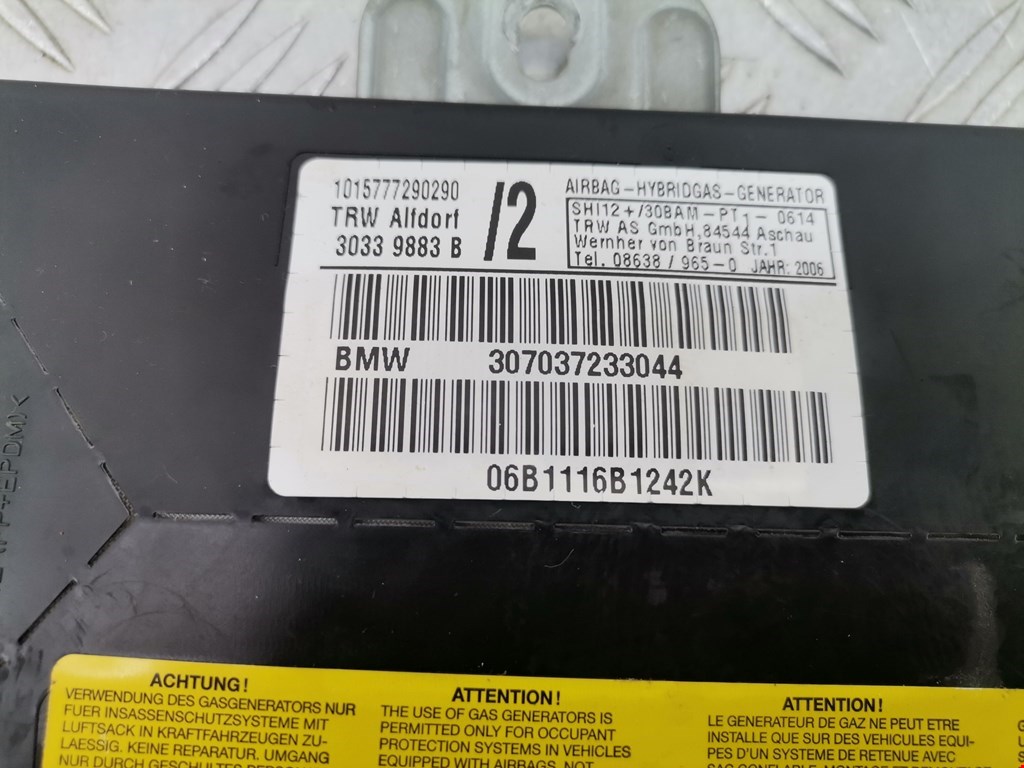 1015777290290
TRW Alfdorf
3033 9883 B
/2
AIRBAG-HYBRIDGAS-GENERATOR
SHI12+/30BAM-PT1-0614
TRW AS GmbH,84544 Aschau
Wernher von Braun Str.1
Tel. 08638/965-0 JAHR: 2006
BMW 307037233044
06B1116B1242K
ACHTUNG!
VERWENDUNG DES GASGENERATORS NUR
FUER INSASSENSCHUTZSYSTEME MIT
LUFTSACK IN KRAFTFAHRZEUGEN ZU-
LAESSIG. KEINE REPARATUR. UMGANG
NUR DURCH GESCHULTES
ATTENTION!
THE USE OF GAS GENERATORS IS
PERMITTED ONLY FOR OCCUPANT
PROTECTION SYSTEMS IN VEHICLES
EQUIPPED WITH AIRBAGS. NOT
ATTENTION!
LE GENERATEUR DE GAZ NE PEUT ETRE
INSTALLE QUE SUR DES VEHICULES EQUI-
PES D'UN SYSTEME DE RETENUE AVEC